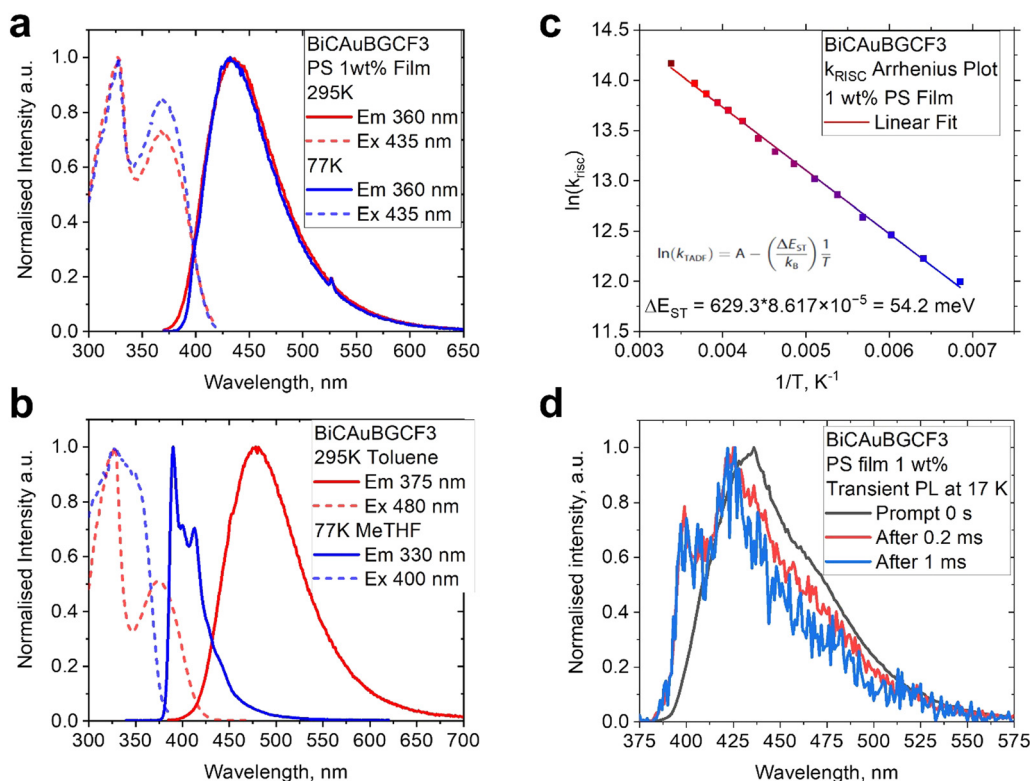 a
BiCAuBGCF3
PS 1wt% Film
295K
Em 360 nm
Ex 435 nm
77K
Em 360 nm
Ex 435 nm
Normalised Intensity a.u.
1.0
0.8
0.6
0.4
0.2
0.0
300 350 400 450 500 550 600 650
Wavelength, nm
c
BiCAuBGCF3
k_RISC Arrhenius Plot
1 wt% PS Film
Linear Fit
ln(k_risc)
14.5
14.0
13.5
13.0
12.5
12.0
11.5
ln(k_TADF) = A − (ΔE_ST/k_B) 1/T
ΔE_ST = 629.3*8.617×10⁻⁵ = 54.2 meV
0.003 0.004 0.005 0.006 0.007
1/T, K⁻¹
b
BiCAuBGCF3
295K Toluene
Em 375 nm
Ex 480 nm
77K MeTHF
Em 330 nm
Ex 400 nm
Normalised Intensity a.u.
1.0
0.8
0.6
0.4
0.2
0.0
300 350 400 450 500 550 600 650 700
Wavelength, nm
d
BiCAuBGCF3
PS film 1 wt%
Transient PL at 17 K
Prompt 0 s
After 0.2 ms
After 1 ms
Normalised intensity, a.u.
1.0
0.8
0.6
0.4
0.2
0.0
375 400 425 450 475 500 525 550 575
Wavelength, nm